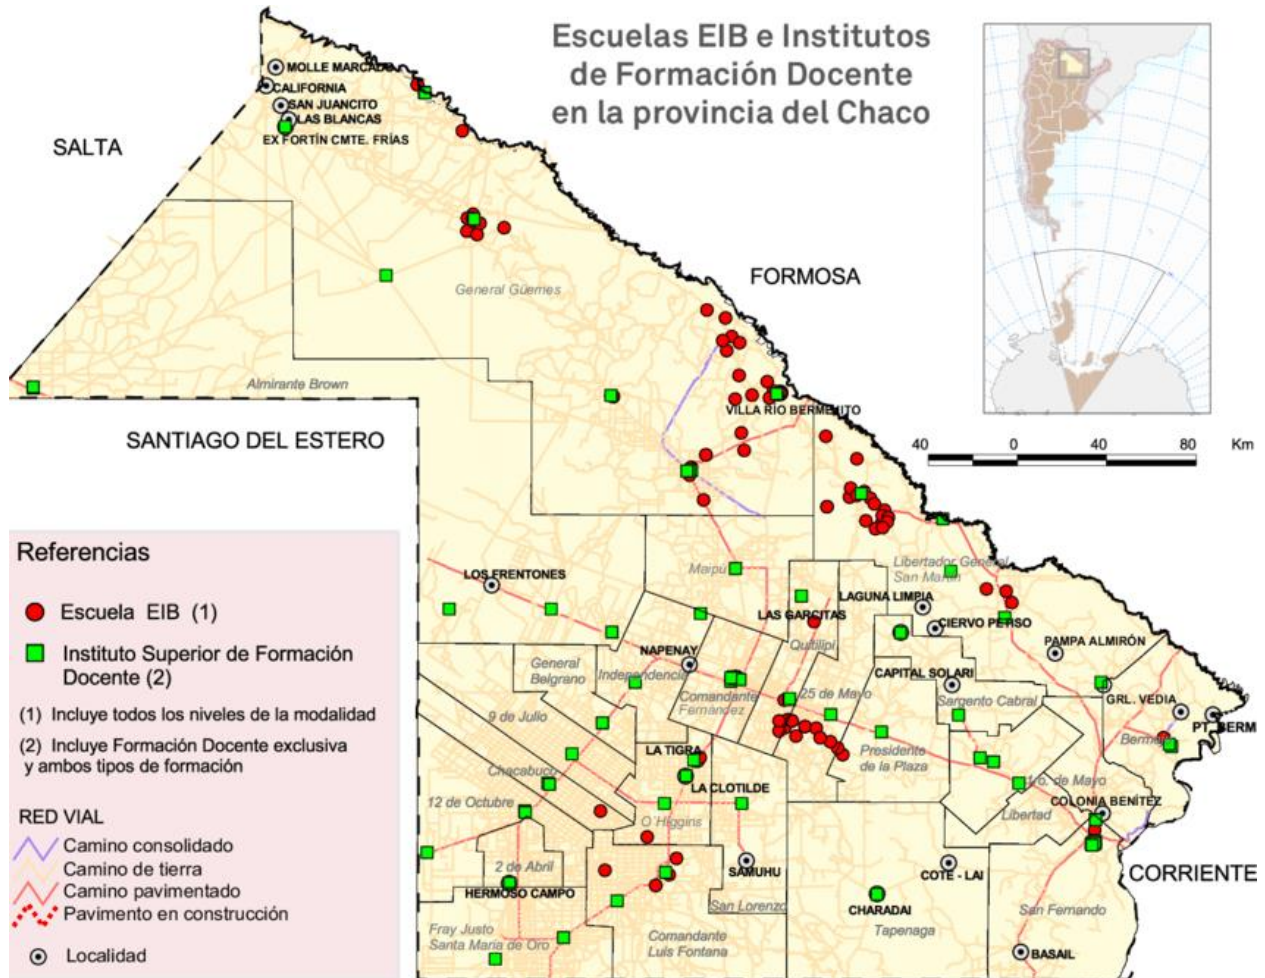 Escuelas EIB e Institutos
de Formación Docente
en la provincia del Chaco
MOLLE MARCADO
CALIFORNIA
SAN JUANCITO
LAS BLANCAS
EX FORTÍN CMTE. FRÍAS
SALTA
FORMOSA
General Güemes
Almirante Brown
VILLA RIO BERMEJITO
SANTIAGO DEL ESTERO
40 0 40 80 Km
Referencias
Escuela EIB (1)
Instituto Superior de Formación
Docente (2)
(1) Incluye todos los niveles de la modalidad
(2) Incluye Formación Docente exclusiva
y ambos tipos de formación
RED VIAL
Camino consolidado
Camino de tierra
Camino pavimentado
Pavimento en construcción
Localidad
LOS FRENTONES
Maipú
Libertador General
San Martín
LAGUNA LIMPIA
LAS GARCITAS
CIERVO PETISO
Quitilipi
PAMPA ALMIRÓN
NAPENAY
General
Belgrano
Independencia
CAPITAL SOLARI
Comandante
Fernández
25 de Mayo
Sargento Cabral
GRL. VEDIA
PT. BERM
9 de Julio
Bermejo
LA TIGRA
Presidente
de la Plaza
Chacabuco
LA CLOTILDE
1ro. de Mayo
12 de Octubre
COLONIA BENÍTEZ
O'Higgins
Libertad
2 de Abril
SAMUHU
COTE - LAI
CORRIENTE
HERMOSO CAMPO
CHARADAI
San Lorenzo
San Fernando
Fray Justo
Santa Maria de Oro
Comandante
Luis Fontana
Tapenaga
BASAIL